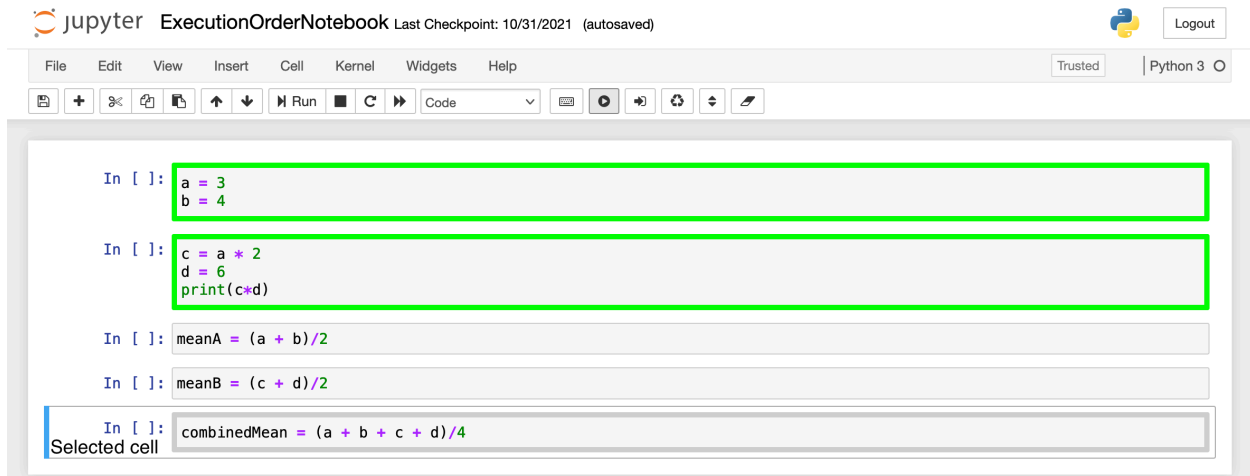 jupyter ExecutionOrderNotebook Last Checkpoint: 10/31/2021 (autosaved) Logout
File Edit View Insert Cell Kernel Widgets Help Trusted Python 3
Run Code
In [ ]: a = 3
b = 4
In [ ]: c = a * 2
d = 6
print(c*d)
In [ ]: meanA = (a + b)/2
In [ ]: meanB = (c + d)/2
In [ ]: combinedMean = (a + b + c + d)/4
Selected cell